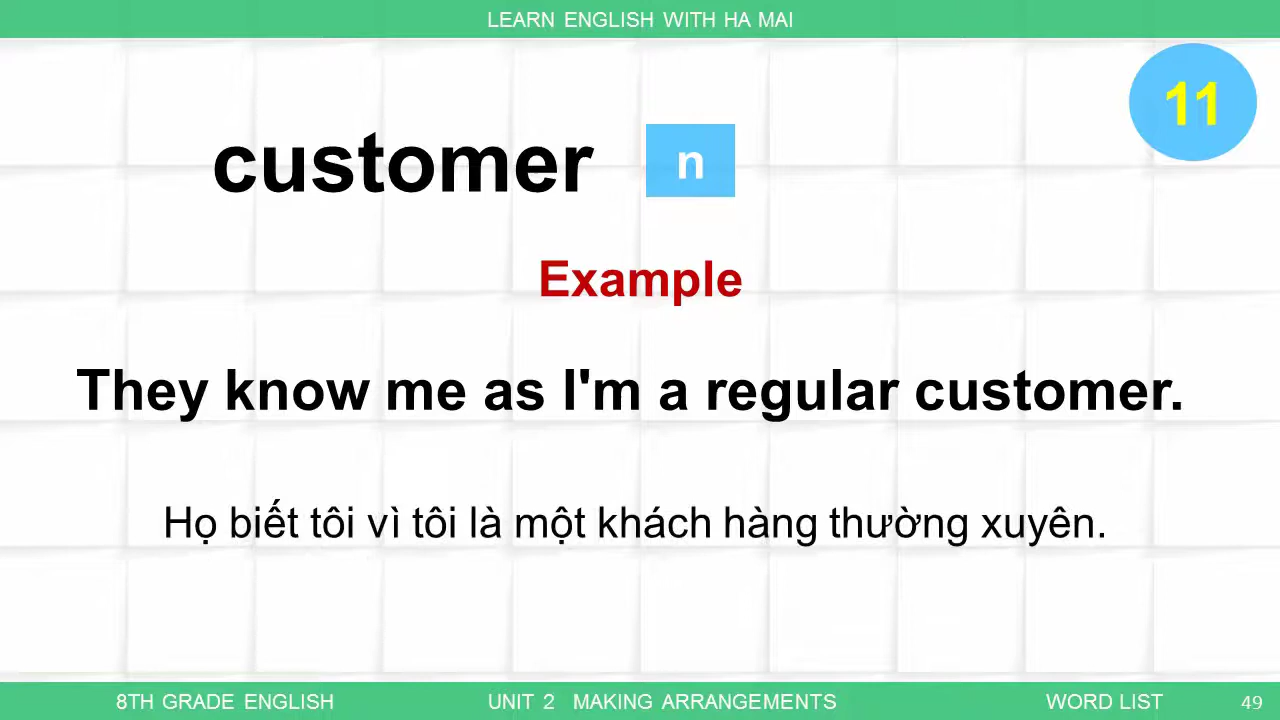 LEARN ENGLISH WITH HA MAI
11
customer n
Example
They know me as I'm a regular customer.
Họ biết tôi vì tôi là một khách hàng thường xuyên.
8TH GRADE ENGLISH UNIT 2 MAKING ARRANGEMENTS WORD LIST 49